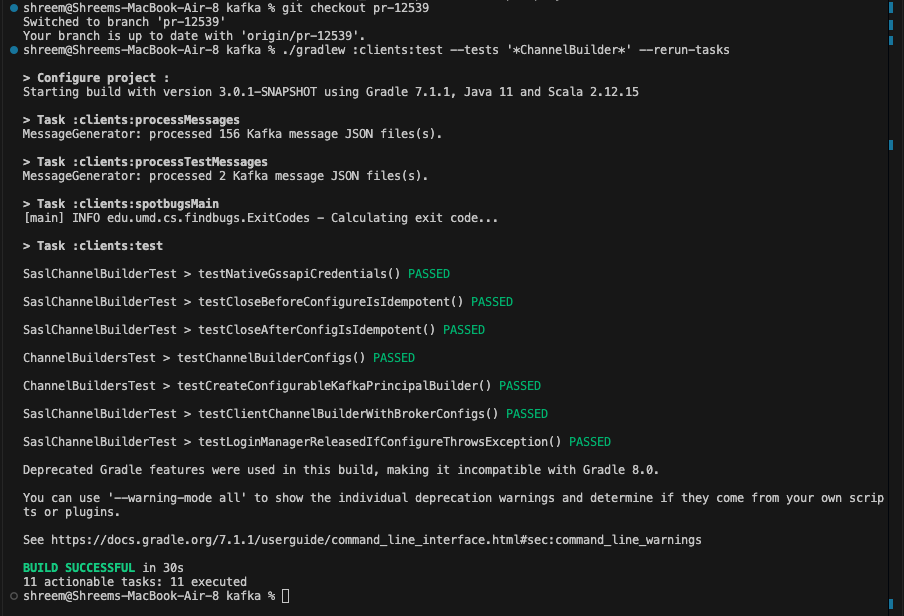 shreem@Shreems-MacBook-Air-8 kafka % git checkout pr-12539
Switched to branch 'pr-12539'
Your branch is up to date with 'origin/pr-12539'.
shreem@Shreems-MacBook-Air-8 kafka % ./gradlew :clients:test --tests '*ChannelBuilder*' --rerun-tasks
> Configure project :
Starting build with version 3.0.1-SNAPSHOT using Gradle 7.1.1, Java 11 and Scala 2.12.15
> Task :clients:processMessages
MessageGenerator: processed 156 Kafka message JSON files(s).
> Task :clients:processTestMessages
MessageGenerator: processed 2 Kafka message JSON files(s).
> Task :clients:spotbugsMain
[main] INFO edu.umd.cs.findbugs.ExitCodes - Calculating exit code...
> Task :clients:test
SaslChannelBuilderTest > testNativeGssapiCredentials() PASSED
SaslChannelBuilderTest > testCloseBeforeConfigureIsIdempotent() PASSED
SaslChannelBuilderTest > testCloseAfterConfigIsIdempotent() PASSED
ChannelBuildersTest > testChannelBuilderConfigs() PASSED
ChannelBuildersTest > testCreateConfigurableKafkaPrincipalBuilder() PASSED
SaslChannelBuilderTest > testClientChannelBuilderWithBrokerConfigs() PASSED
SaslChannelBuilderTest > testLoginManagerReleasedIfConfigureThrowsException() PASSED
Deprecated Gradle features were used in this build, making it incompatible with Gradle 8.0.
You can use '--warning-mode all' to show the individual deprecation warnings and determine if they come from your own scrip
ts or plugins.
See https://docs.gradle.org/7.1.1/userguide/command_line_interface.html#sec:command_line_warnings
BUILD SUCCESSFUL in 30s
11 actionable tasks: 11 executed
shreem@Shreems-MacBook-Air-8 kafka %